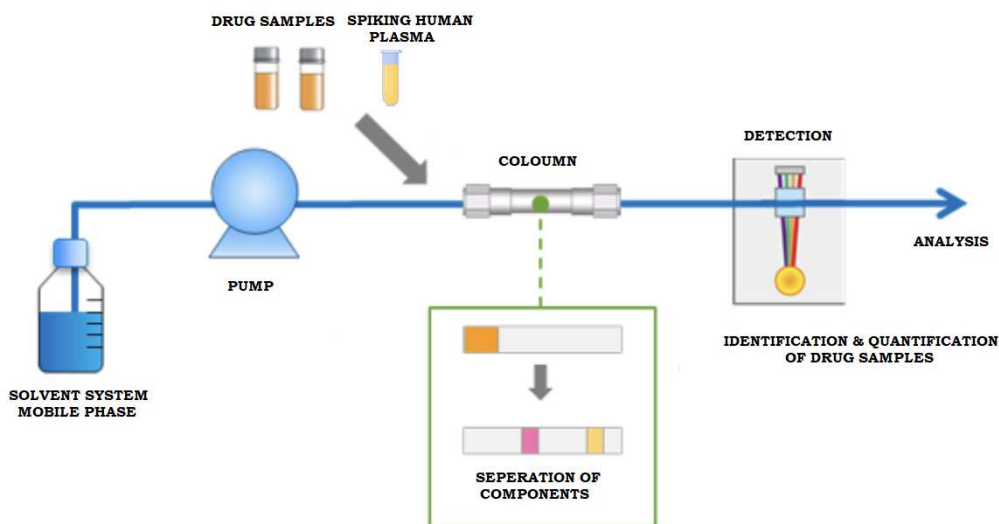 DRUG SAMPLES
SPIKING HUMAN
PLASMA
COLOUMN
DETECTION
ANALYSIS
PUMP
IDENTIFICATION & QUANTIFICATION
OF DRUG SAMPLES
SOLVENT SYSTEM
MOBILE PHASE
SEPERATION OF
COMPONENTS